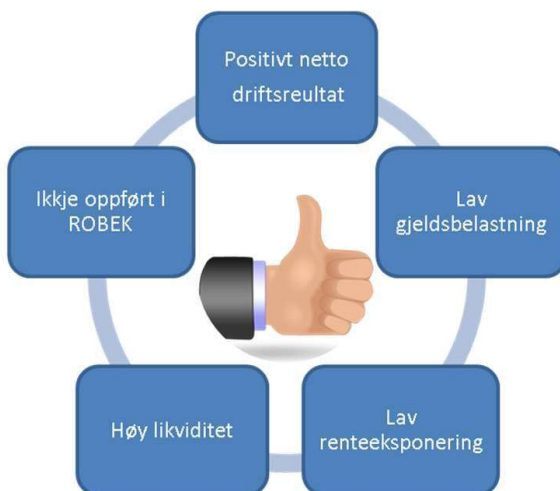 Positivt netto
driftsreultat
Lav
gjeldsbelastning
Lav
renteeksponering
Høy likviditet
Ikkje oppført i
ROBEK